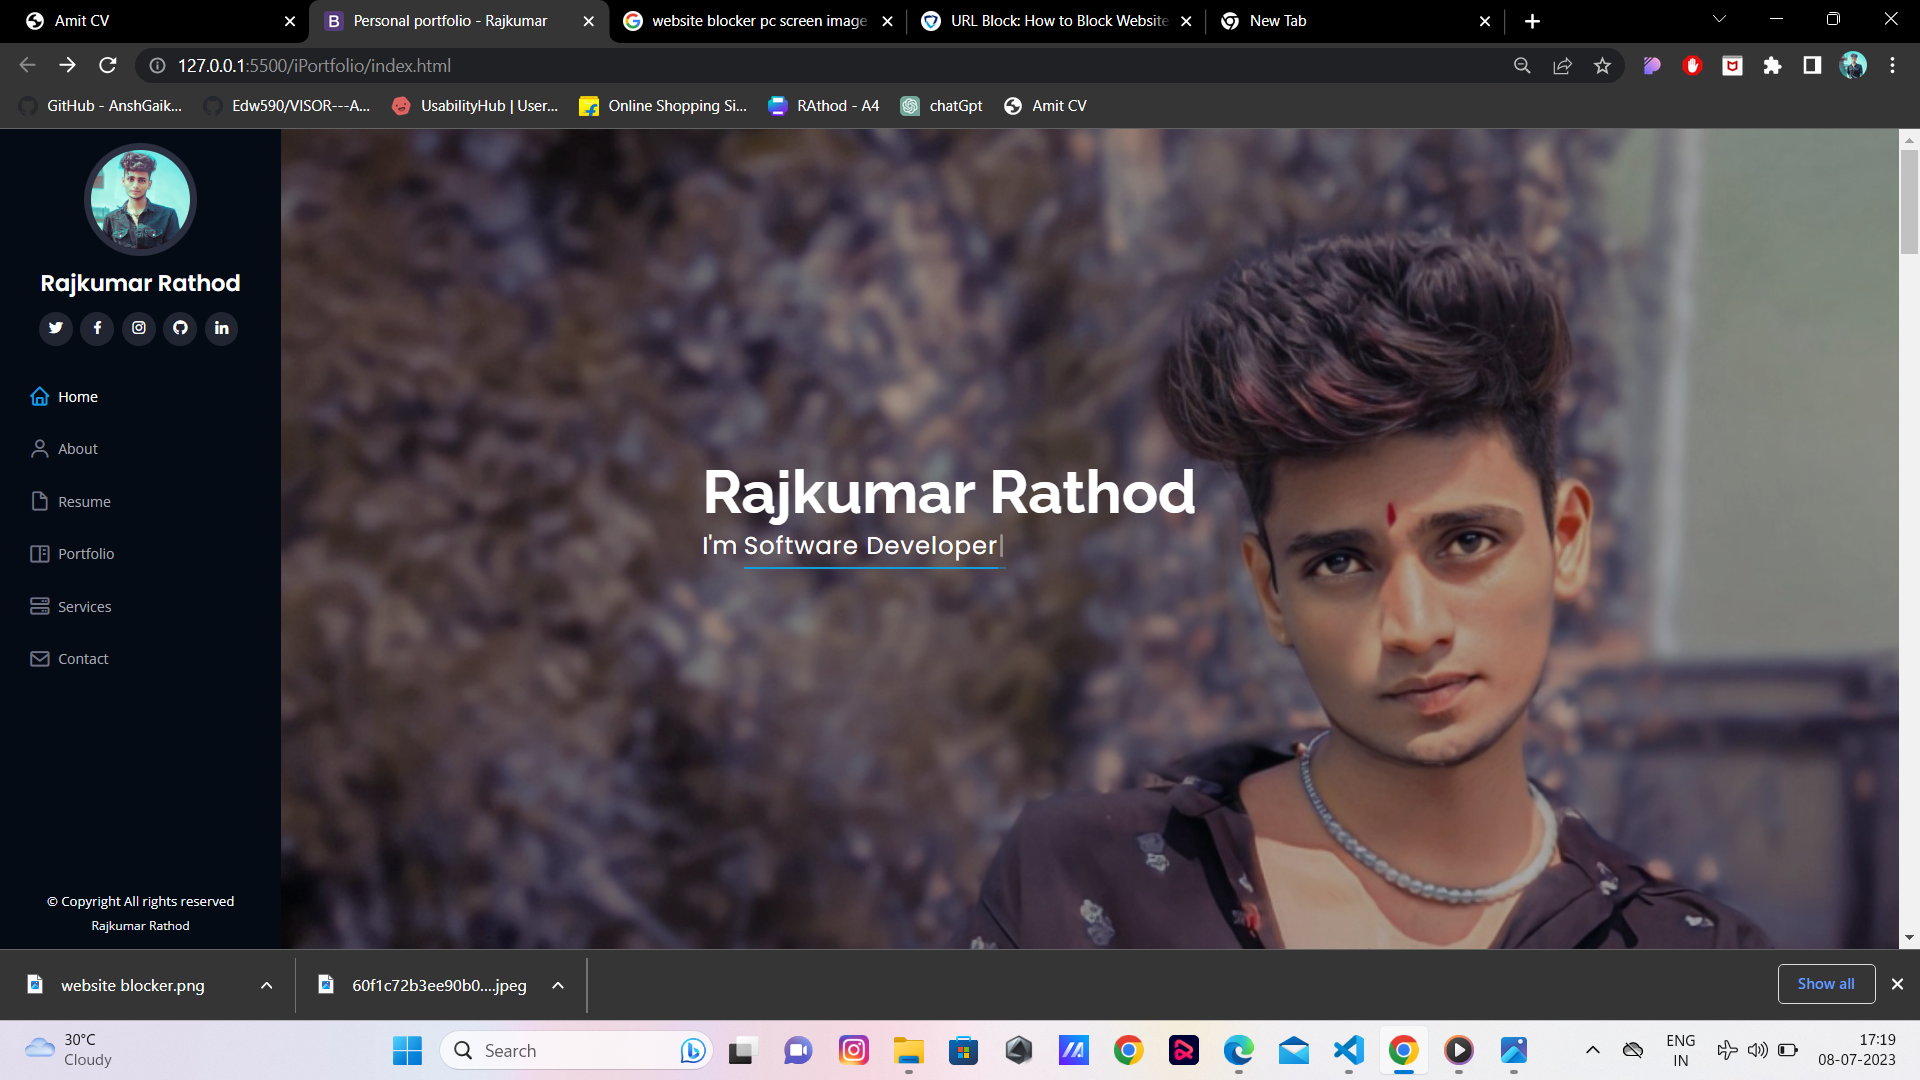 Amit CV
Personal portfolio - Rajkumar
website blocker pc screen image
URL Block: How to Block Website
New Tab
127.0.0.1:5500/iPortfolio/index.html
GitHub - AnshGaik...
Edw590/VISOR---A...
UsabilityHub | User...
Online Shopping Si...
RAthod - A4
chatGpt
Amit CV
Rajkumar Rathod
Home
About
Resume
Portfolio
Services
Contact
© Copyright All rights reserved
Rajkumar Rathod
Rajkumar Rathod
I'm Software Developer
website blocker.png
60f1c72b3ee90b0....jpeg
Show all
30°C
Cloudy
Search
ENG
IN
17:19
08-07-2023